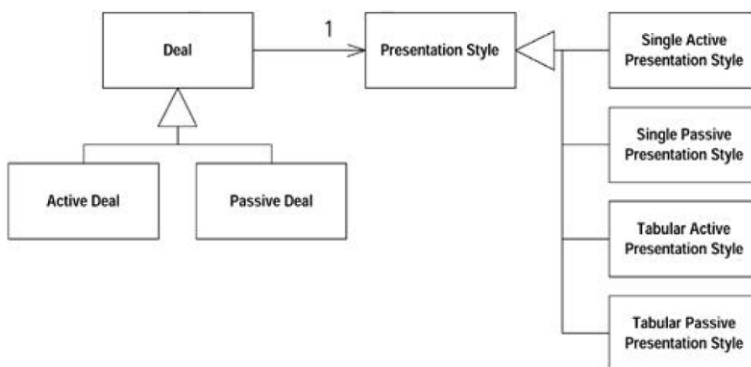 Deal
1
Presentation Style
Single Active
Presentation Style
Single Passive
Presentation Style
Active Deal
Passive Deal
Tabular Active
Presentation Style
Tabular Passive
Presentation Style